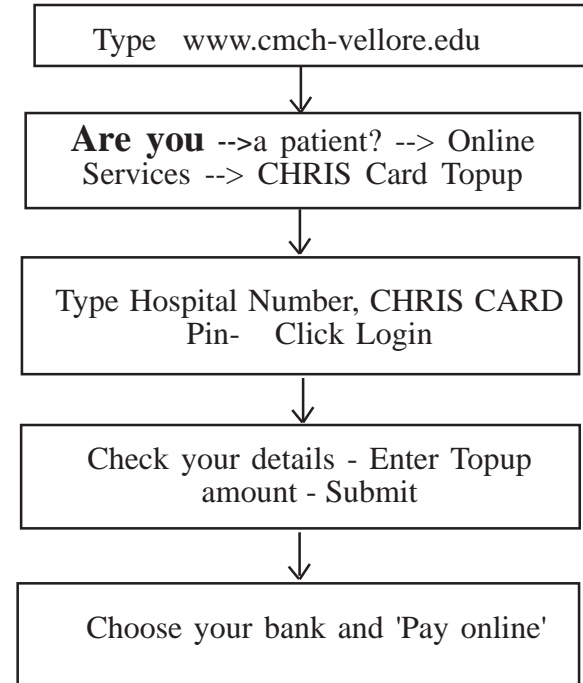 Type www.cmch-vellore.edu
Are you -->a patient? --> Online
Services --> CHRIS Card Topup
Type Hospital Number, CHRIS CARD
Pin- Click Login
Check your details - Enter Topup
amount - Submit
Choose your bank and 'Pay online'